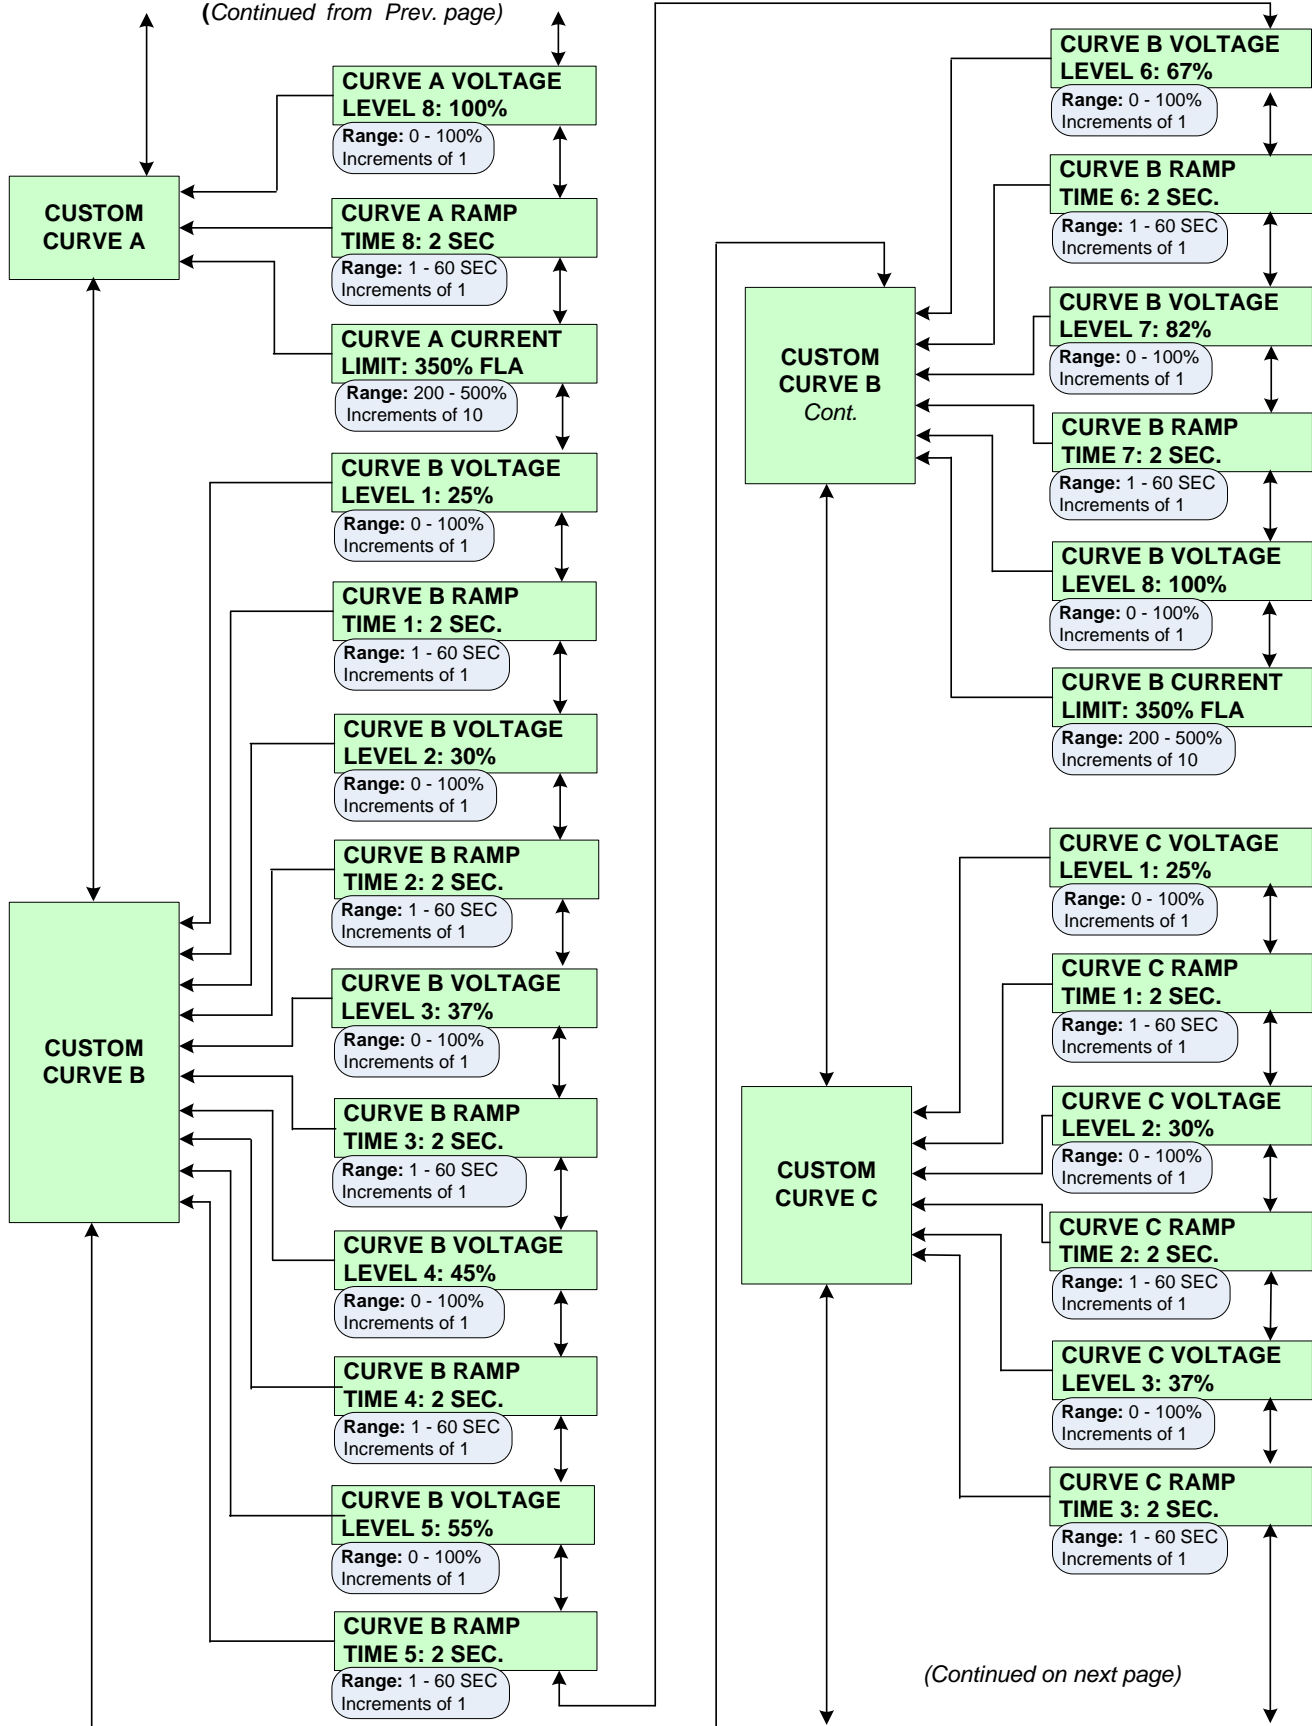 (Continued from Prev. page)
CURVE A VOLTAGE
LEVEL 8: 100%
Range: 0 - 100%
Increments of 1
CUSTOM
CURVE A
CURVE A RAMP
TIME 8: 2 SEC
Range: 1 - 60 SEC
Increments of 1
CURVE A CURRENT
LIMIT: 350% FLA
Range: 200 - 500%
Increments of 10
CURVE B VOLTAGE
LEVEL 1: 25%
Range: 0 - 100%
Increments of 1
CURVE B RAMP
TIME 1: 2 SEC.
Range: 1 - 60 SEC
Increments of 1
CURVE B VOLTAGE
LEVEL 2: 30%
Range: 0 - 100%
Increments of 1
CURVE B RAMP
TIME 2: 2 SEC.
Range: 1 - 60 SEC
Increments of 1
CUSTOM
CURVE B
CURVE B VOLTAGE
LEVEL 3: 37%
Range: 0 - 100%
Increments of 1
CURVE B RAMP
TIME 3: 2 SEC.
Range: 1 - 60 SEC
Increments of 1
CURVE B VOLTAGE
LEVEL 4: 45%
Range: 0 - 100%
Increments of 1
CURVE B RAMP
TIME 4: 2 SEC.
Range: 1 - 60 SEC
Increments of 1
CURVE B VOLTAGE
LEVEL 5: 55%
Range: 0 - 100%
Increments of 1
CURVE B RAMP
TIME 5: 2 SEC.
Range: 1 - 60 SEC
Increments of 1
CURVE B VOLTAGE
LEVEL 6: 67%
Range: 0 - 100%
Increments of 1
CURVE B RAMP
TIME 6: 2 SEC.
Range: 1 - 60 SEC
Increments of 1
CUSTOM
CURVE B
Cont.
CURVE B VOLTAGE
LEVEL 7: 82%
Range: 0 - 100%
Increments of 1
CURVE B RAMP
TIME 7: 2 SEC.
Range: 1 - 60 SEC
Increments of 1
CURVE B VOLTAGE
LEVEL 8: 100%
Range: 0 - 100%
Increments of 1
CURVE B CURRENT
LIMIT: 350% FLA
Range: 200 - 500%
Increments of 10
CURVE C VOLTAGE
LEVEL 1: 25%
Range: 0 - 100%
Increments of 1
CURVE C RAMP
TIME 1: 2 SEC.
Range: 1 - 60 SEC
Increments of 1
CUSTOM
CURVE C
CURVE C VOLTAGE
LEVEL 2: 30%
Range: 0 - 100%
Increments of 1
CURVE C RAMP
TIME 2: 2 SEC.
Range: 1 - 60 SEC
Increments of 1
CURVE C VOLTAGE
LEVEL 3: 37%
Range: 0 - 100%
Increments of 1
CURVE C RAMP
TIME 3: 2 SEC.
Range: 1 - 60 SEC
Increments of 1
(Continued on next page)